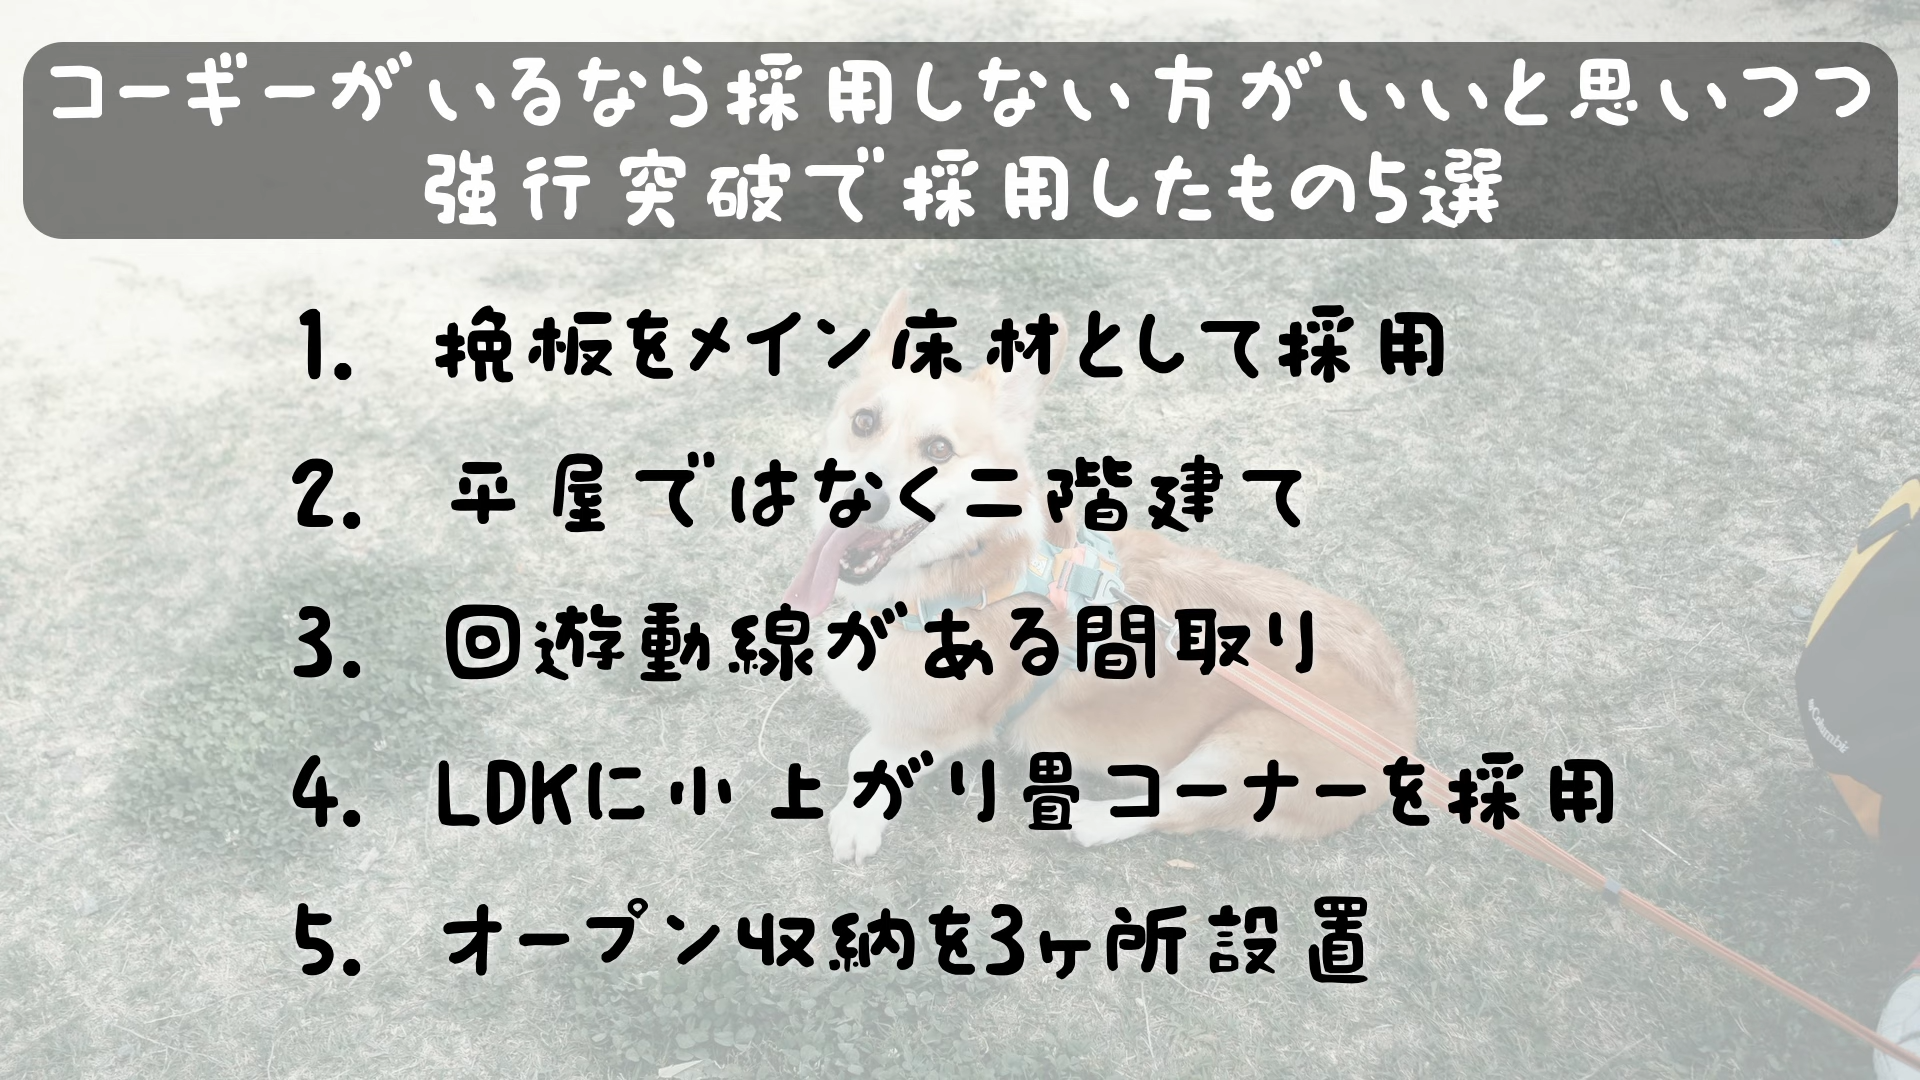 コーギーがいるなら採用しない方がいいと思いつつ
強行突破で採用したもの5選
1. 挽板をメイン床材として採用
2. 平屋ではなく二階建て
3. 回遊動線がある間取り
4. LDKに小上がり畳コーナーを採用
5. オープン収納を3ヶ所設置
Columbia